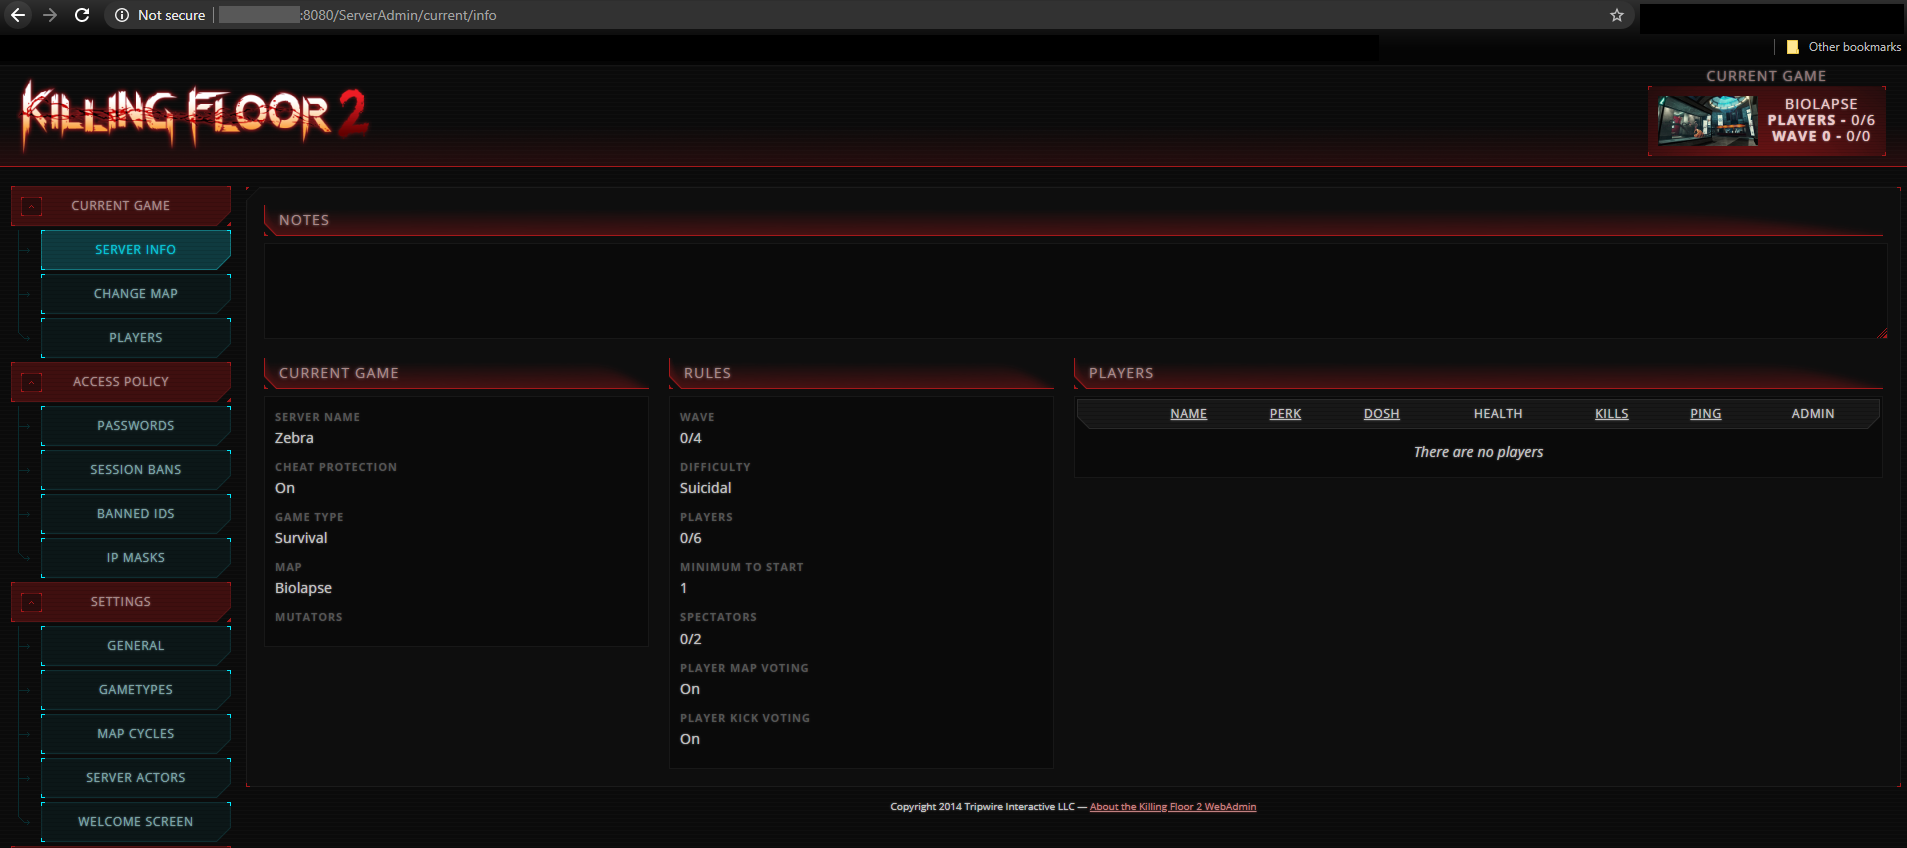 Not secure
:8080/ServerAdmin/current/info
Other bookmarks
KILLING FLOOR 2
CURRENT GAME
BIOLAPSE
PLAYERS - 0/6
WAVE 0 - 0/0
CURRENT GAME
SERVER INFO
CHANGE MAP
PLAYERS
ACCESS POLICY
PASSWORDS
SESSION BANS
BANNED IDS
IP MASKS
SETTINGS
GENERAL
GAMETYPES
MAP CYCLES
SERVER ACTORS
WELCOME SCREEN
NOTES
CURRENT GAME
SERVER NAME
Zebra
CHEAT PROTECTION
On
GAME TYPE
Survival
MAP
Biolapse
MUTATORS
RULES
WAVE
0/4
DIFFICULTY
Suicidal
PLAYERS
0/6
MINIMUM TO START
1
SPECTATORS
0/2
PLAYER MAP VOTING
On
PLAYER KICK VOTING
On
PLAYERS
NAME PERK DOSH HEALTH KILLS PING ADMIN
There are no players
Copyright 2014 Tripwire Interactive LLC — About the Killing Floor 2 WebAdmin